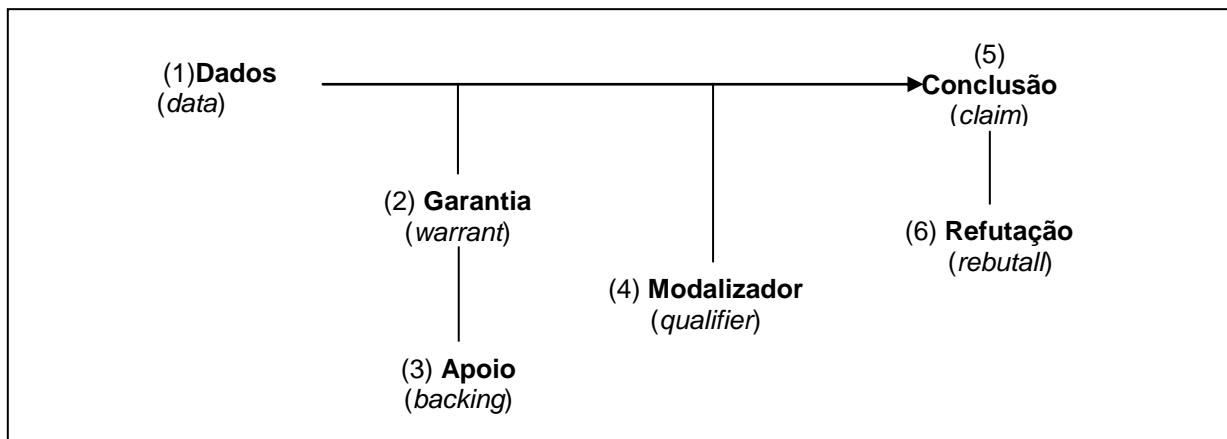 (1)Dados
(data)
(5)
Conclusão
(claim)
(2) Garantia
(warrant)
(6) Refutação
(rebutall)
(4) Modalizador
(qualifier)
(3) Apoio
(backing)